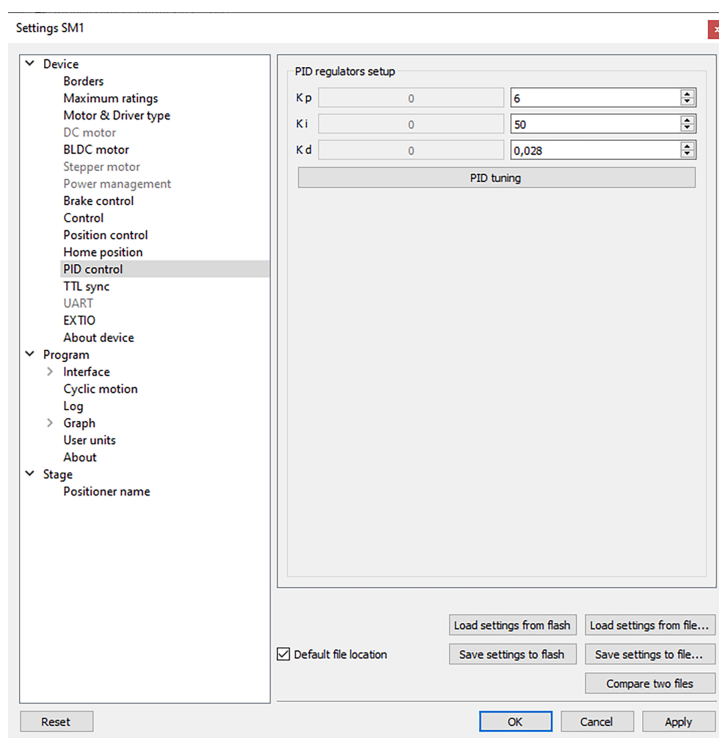 Settings SM1
Device
Borders
Maximum ratings
Motor & Driver type
DC motor
BLDC motor
Stepper motor
Power management
Brake control
Control
Position control
Home position
PID control
TTL sync
UART
EXTIO
About device
Program
Interface
Cyclic motion
Log
Graph
User units
About
Stage
Positioner name
PID regulators setup
Kp 0 6
Ki 0 50
Kd 0 0,028
PID tuning
Load settings from flash Load settings from file...
Default file location Save settings to flash Save settings to file...
Compare two files
Reset OK Cancel Apply